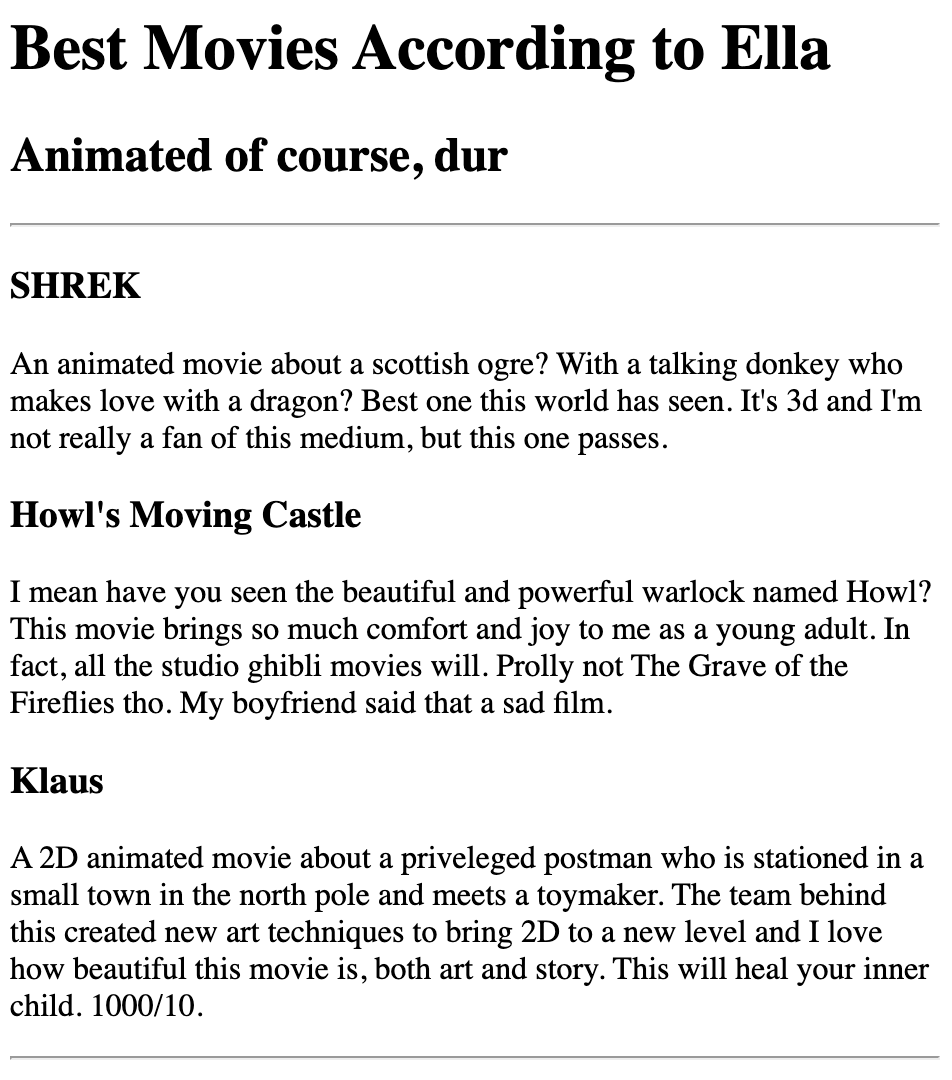 Best Movies According to Ella
Animated of course, dur
SHREK
An animated movie about a scottish ogre? With a talking donkey who
makes love with a dragon? Best one this world has seen. It's 3d and I'm
not really a fan of this medium, but this one passes.
Howl's Moving Castle
I mean have you seen the beautiful and powerful warlock named Howl?
This movie brings so much comfort and joy to me as a young adult. In
fact, all the studio ghibli movies will. Prolly not The Grave of the
Fireflies tho. My boyfriend said that a sad film.
Klaus
A 2D animated movie about a priveleged postman who is stationed in a
small town in the north pole and meets a toymaker. The team behind
this created new art techniques to bring 2D to a new level and I love
how beautiful this movie is, both art and story. This will heal your inner
child. 1000/10.